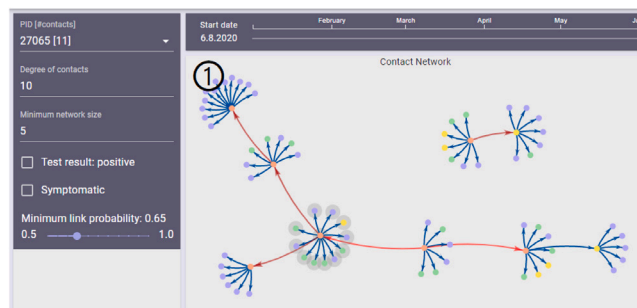 PID [#contacts]
27065 [11]
Degree of contacts
10
Minimum network size
5
Test result: positive
Symptomatic
Minimum link probability: 0.65
0.5 1.0
Start date
6.8.2020
February March April May
Contact Network
1